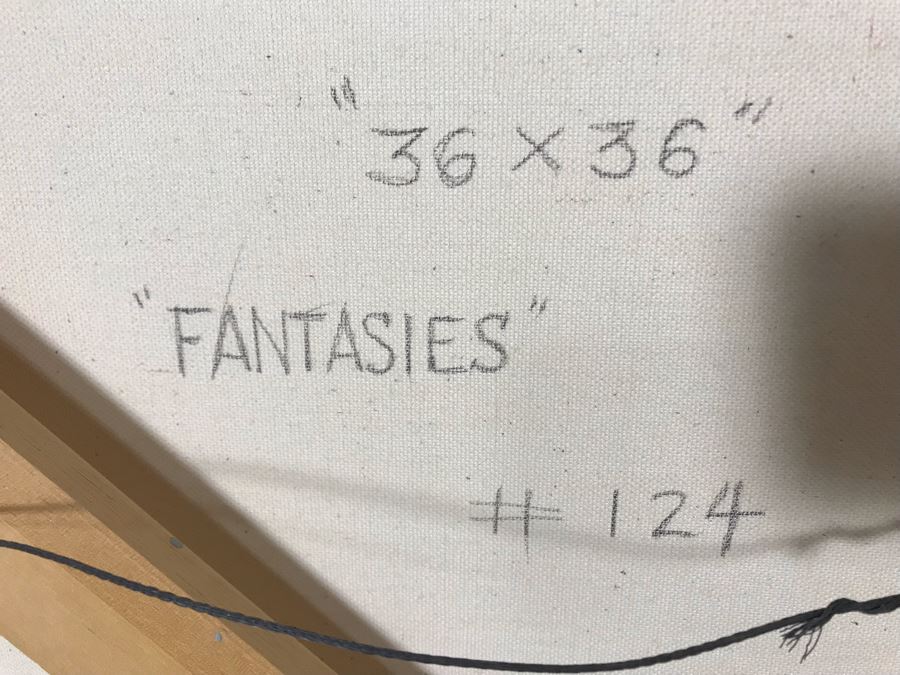 "36 x 36"
"FANTASIES"
# 124